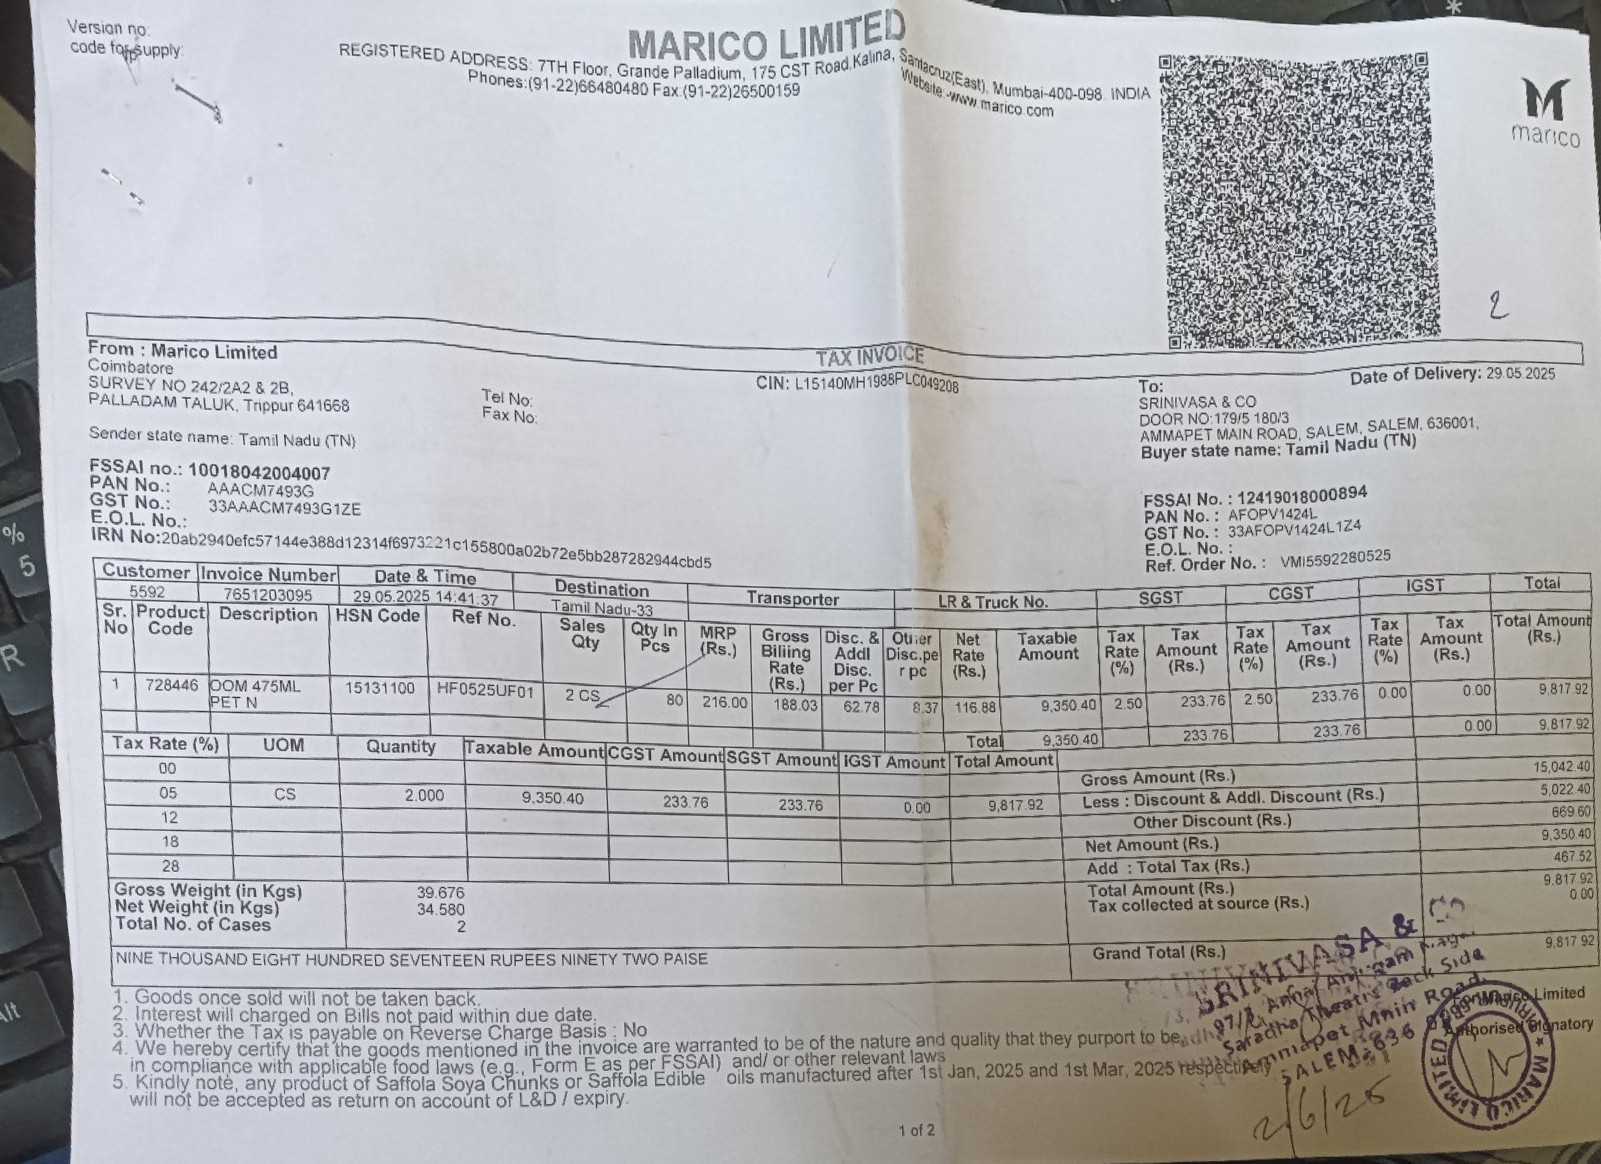 Version no:
code for supply:
MARICO LIMITED
REGISTERED ADDRESS: 7TH Floor, Grande Palladium, 175 CST Road,Kalina, Santacruz(East), Mumbai-400-098. INDIA
Phones:(91-22)66480480 Fax:(91-22)26500159 Website:-www.marico.com
marico
2
TAX INVOICE
CIN: L15140MH1988PLC049208
From : Marico Limited
Coimbatore
SURVEY NO 242/2A2 & 2B,
PALLADAM TALUK, Trippur 641668
Tel No:
Fax No:
Sender state name: Tamil Nadu (TN)
FSSAI no.: 10018042004007
PAN No.: AAACM7493G
GST No.: 33AAACM7493G1ZE
E.O.L. No.:
IRN No:20ab2940efc57144e388d12314f6973221c155800a02b72e5bb287282944cbd5
Date of Delivery: 29.05.2025
To:
SRINIVASA & CO
DOOR NO:179/5 180/3
AMMAPET MAIN ROAD, SALEM, SALEM, 636001,
Buyer state name: Tamil Nadu (TN)
FSSAI No. : 12419018000894
PAN No. : AFOPV1424L
GST No. : 33AFOPV1424L1Z4
E.O.L. No. :
Ref. Order No. : VMI5592280525
Customer Invoice Number Date & Time Destination Transporter LR & Truck No. SGST CGST IGST Total
5592 7651203095 29.05.2025 14:41:37 Tamil Nadu-33
Sr. No Product Code Description HSN Code Ref No. Sales Qty Qty In Pcs MRP (Rs.) Gross Biliing Rate (Rs.) Disc. & Addl Disc. per Pc Other Disc.pe r pc Net Rate (Rs.) Taxable Amount Tax Rate (%) Tax Amount (Rs.) Tax Rate (%) Tax Amount (Rs.) Tax Rate (%) Tax Amount (Rs.) Total Amount (Rs.)
1 728446 OOM 475ML PET N 15131100 HF0525UF01 2 CS 80 216.00 188.03 62.78 8.37 116.88 9,350.40 2.50 233.76 2.50 233.76 0.00 0.00 9,817.92
Total 9,350.40 233.76 233.76 0.00 9,817.92
Tax Rate (%) UOM Quantity Taxable Amount CGST Amount SGST Amount IGST Amount Total Amount
00
05 CS 2.000 9,350.40 233.76 233.76 0.00 9,817.92
12
18
28
Gross Amount (Rs.) 15,042.40
Less : Discount & Addl. Discount (Rs.) 5,022.40
Other Discount (Rs.) 669.60
Net Amount (Rs.) 9,350.40
Add : Total Tax (Rs.) 467.52
Total Amount (Rs.) 9,817.92
Tax collected at source (Rs.) 0.00
Gross Weight (in Kgs) 39.676
Net Weight (in Kgs) 34.580
Total No. of Cases 2
Grand Total (Rs.) 9,817.92
NINE THOUSAND EIGHT HUNDRED SEVENTEEN RUPEES NINETY TWO PAISE
1. Goods once sold will not be taken back.
2. Interest will charged on Bills not paid within due date.
3. Whether the Tax is payable on Reverse Charge Basis : No
4. We hereby certify that the goods mentioned in the invoice are warranted to be of the nature and quality that they purport to be,
in compliance with applicable food laws (e.g., Form E as per FSSAI) and/ or other relevant laws
5. Kindly note, any product of Saffola Soya Chunks or Saffola Edible oils manufactured after 1st Jan, 2025 and 1st Mar, 2025 respectively
will not be accepted as return on account of L&D / expiry.
SRINIVASA & Co
Saradha Theatre Back Side
Ammapet Main Road,
SALEM-636
For Marico Limited
Authorised Signatory
MARICO LIMITED
2/6/25
1 of 2